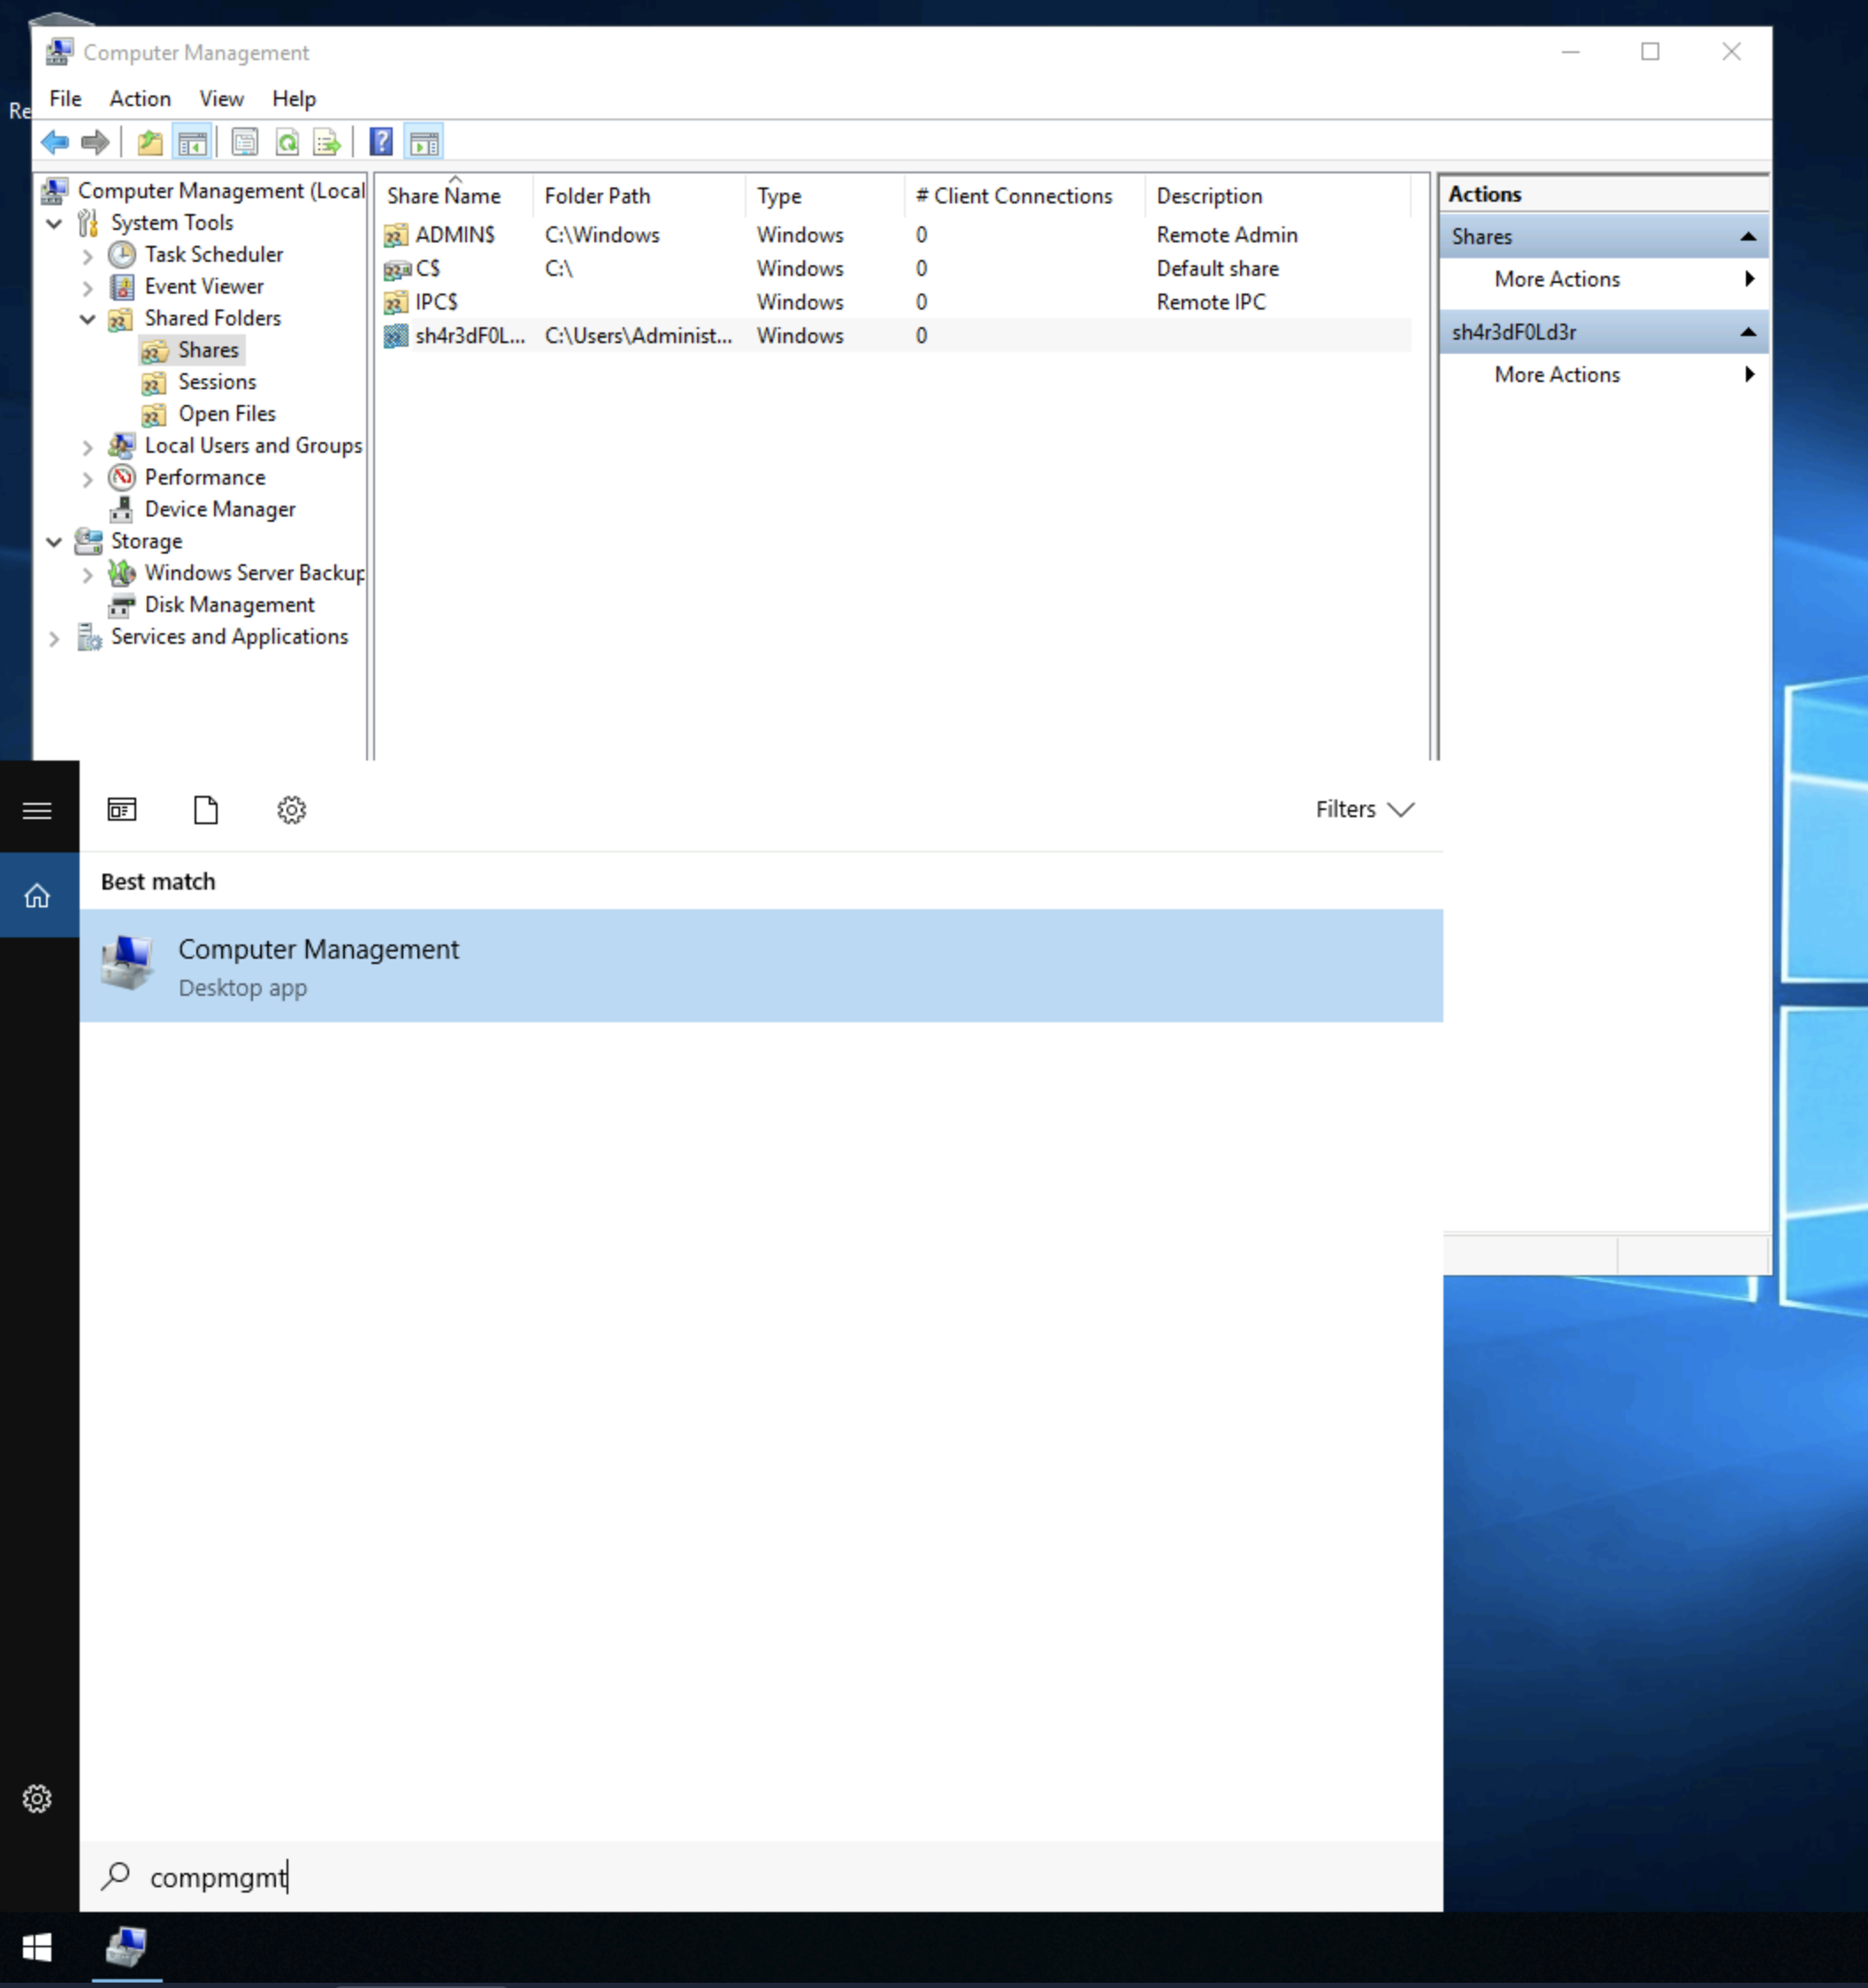 Computer Management
File Action View Help
Re
Computer Management (Local
System Tools
Task Scheduler
Event Viewer
Shared Folders
Shares
Sessions
Open Files
Local Users and Groups
Performance
Device Manager
Storage
Windows Server Backup
Disk Management
Services and Applications
Share Name Folder Path Type # Client Connections Description
ADMIN$ C:\Windows Windows 0 Remote Admin
C$ C:\ Windows 0 Default share
IPC$ Windows 0 Remote IPC
sh4r3dF0L... C:\Users\Administ... Windows 0
Actions
Shares
More Actions
sh4r3dF0Ld3r
More Actions
Filters
Best match
Computer Management
Desktop app
compmgmt